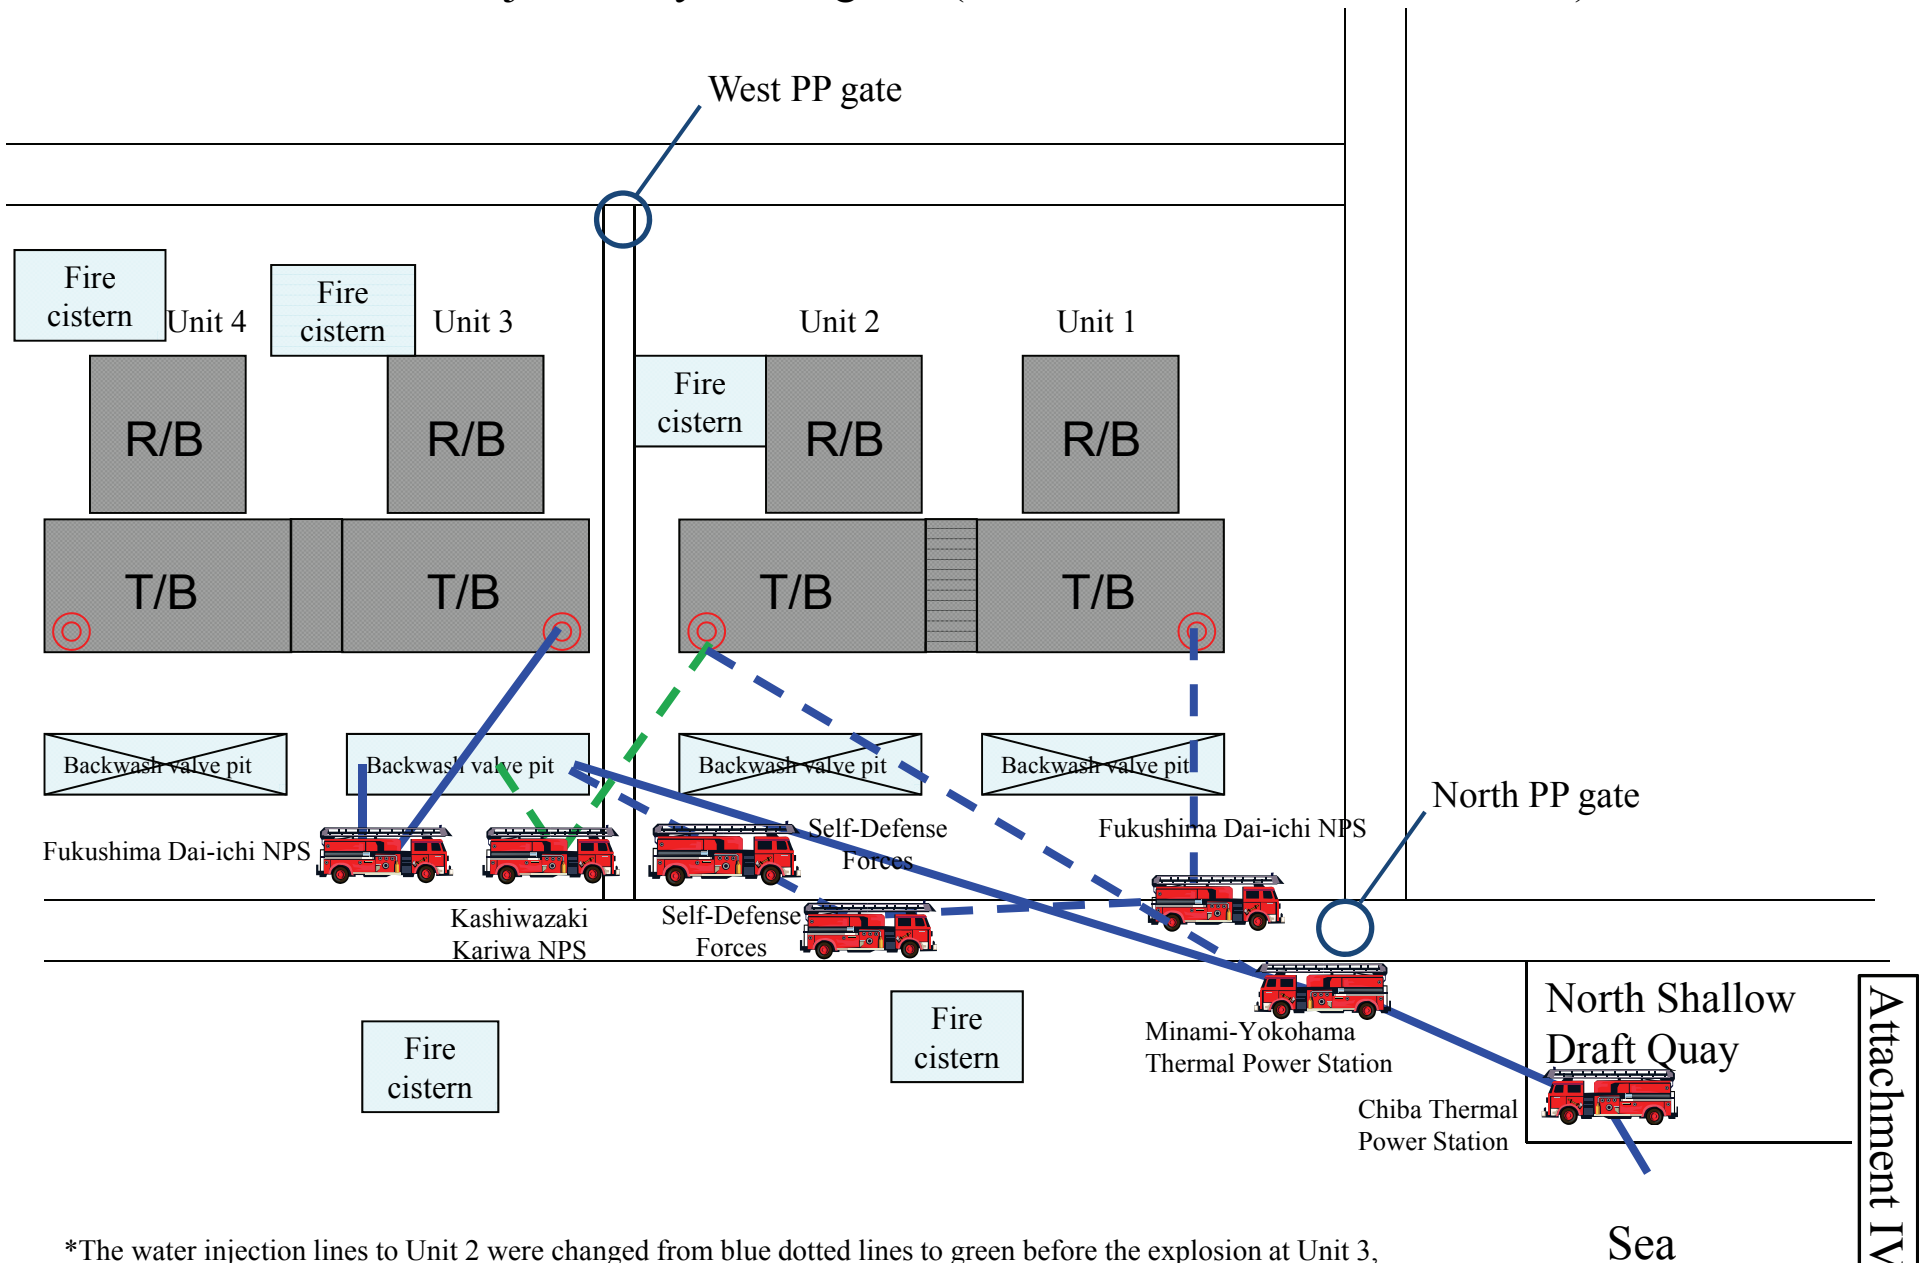 West PP gate
Fire
cistern
Unit 4
Fire
cistern
Unit 3
Unit 2
Unit 1
Fire
cistern
R/B
R/B
R/B
R/B
T/B
T/B
T/B
T/B
Backwash valve pit
Backwash valve pit
Backwash valve pit
Backwash valve pit
North PP gate
Fukushima Dai-ichi NPS
Self-Defense
Forces
Fukushima Dai-ichi NPS
Kashiwazaki
Kariwa NPS
Self-Defense
Forces
Fire
cistern
Fire
cistern
Minami-Yokohama
Thermal Power Station
North Shallow
Draft Quay
Chiba Thermal
Power Station
Attachment IV
Sea
*The water injection lines to Unit 2 were changed from blue dotted lines to green before the explosion at Unit 3,